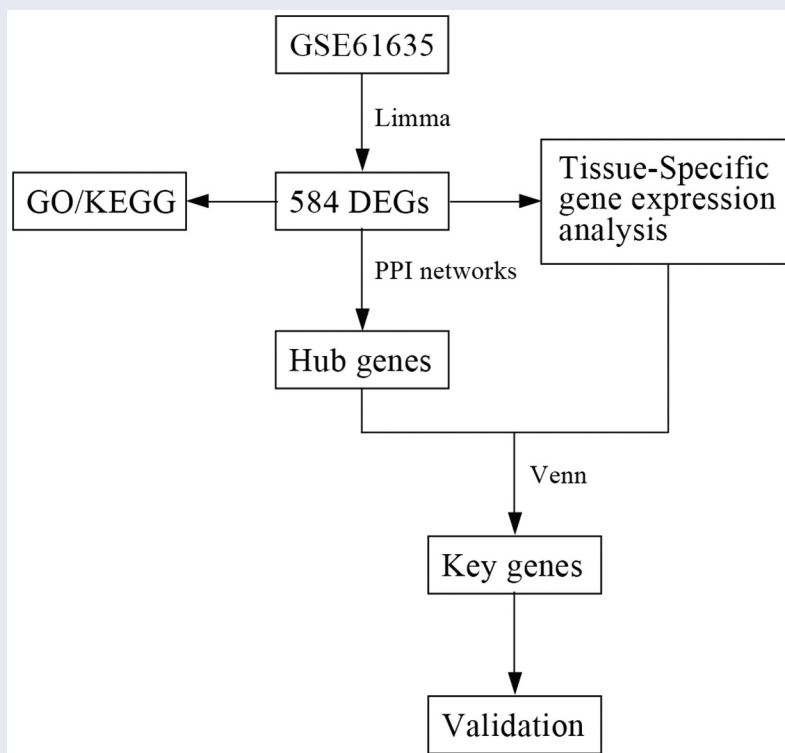 GSE61635
Limma
GO/KEGG
584 DEGs
Tissue-Specific
gene expression
analysis
PPI networks
Hub genes
Venn
Key genes
Validation